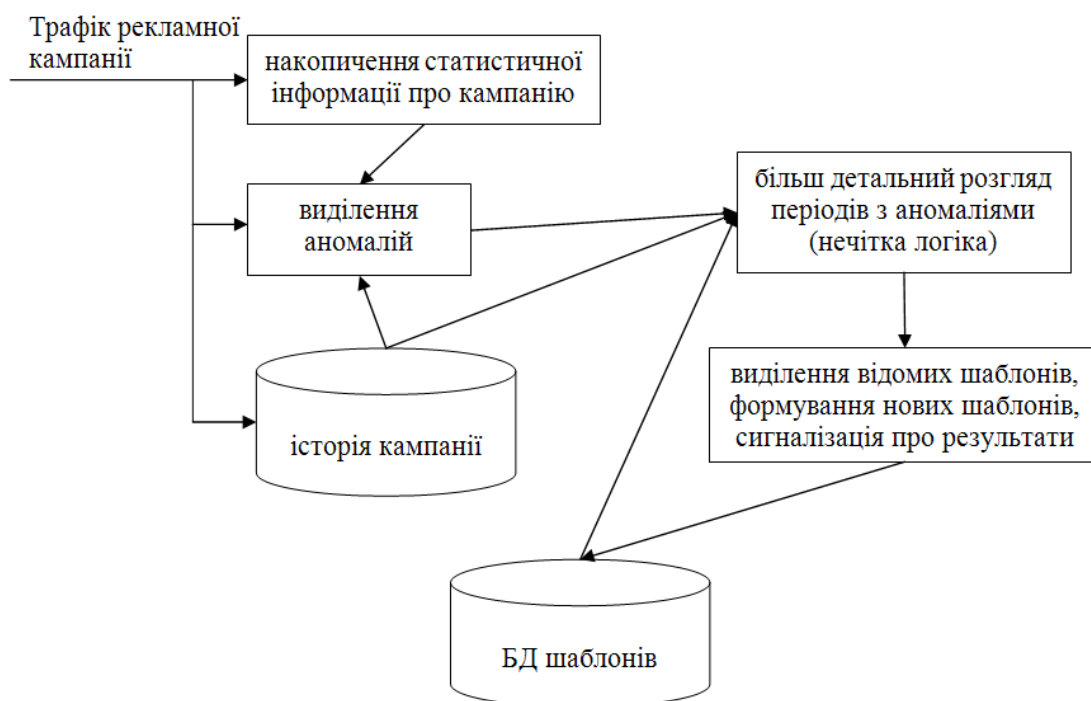 Трафік рекламної
кампанії
накопичення статистичної
інформації про кампанію
виділення
аномалій
більш детальний розгляд
періодів з аномаліями
(нечітка логіка)
історія кампанії
виділення відомих шаблонів,
формування нових шаблонів,
сигналізація про результати
БД шаблонів